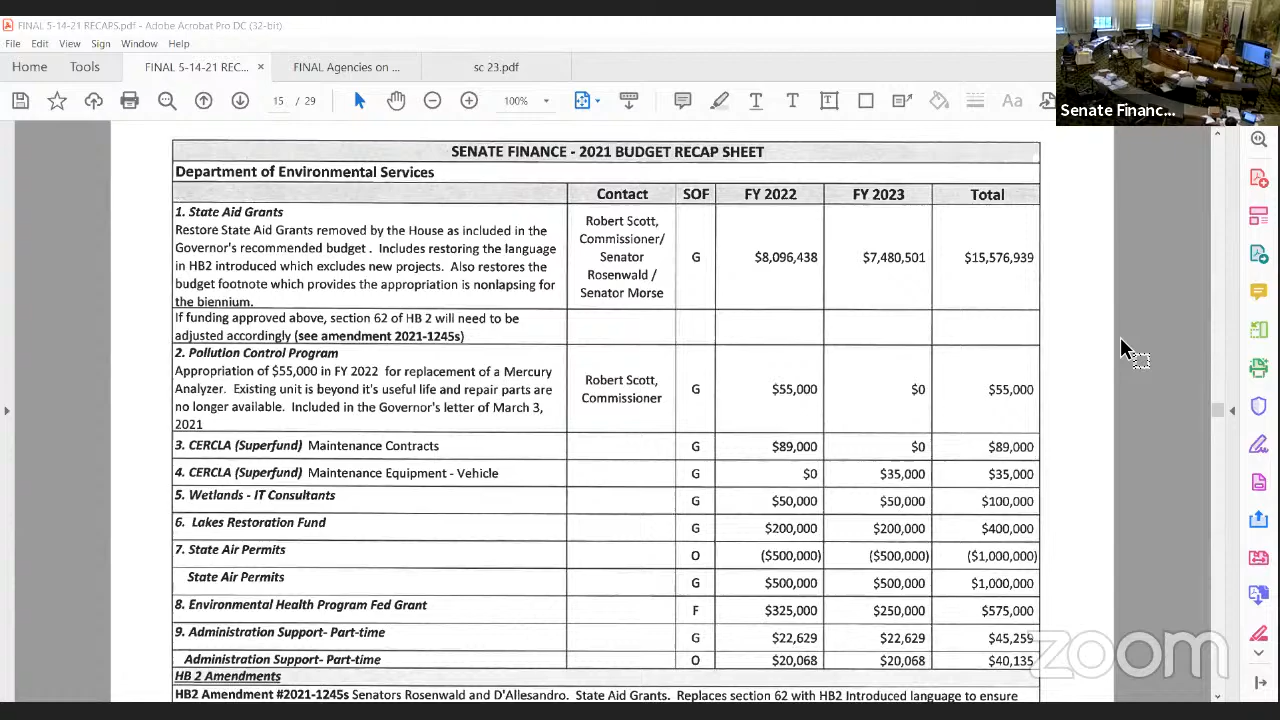 FINAL 5-14-21 RECAPS.pdf - Adobe Acrobat Pro DC (32-bit)
File Edit View Sign Window Help
Home Tools FINAL 5-14-21 REC... × FINAL Agencies on ... sc 23.pdf
15 / 29 100% Aa
Senate Financ...
SENATE FINANCE - 2021 BUDGET RECAP SHEET
Department of Environmental Services
Contact SOF FY 2022 FY 2023 Total
1. State Aid Grants
Restore State Aid Grants removed by the House as included in the
Governor's recommended budget . Includes restoring the language
in HB2 introduced which excludes new projects. Also restores the
budget footnote which provides the appropriation is nonlapsing for
the biennium.
Robert Scott,
Commissioner/
Senator
Rosenwald /
Senator Morse
G $8,096,438 $7,480,501 $15,576,939
If funding approved above, section 62 of HB 2 will need to be
adjusted accordingly (see amendment 2021-1245s)
2. Pollution Control Program
Appropriation of $55,000 in FY 2022 for replacement of a Mercury
Analyzer. Existing unit is beyond it's useful life and repair parts are
no longer available. Included in the Governor's letter of March 3,
2021
Robert Scott,
Commissioner
G $55,000 $0 $55,000
3. CERCLA (Superfund) Maintenance Contracts G $89,000 $0 $89,000
4. CERCLA (Superfund) Maintenance Equipment - Vehicle G $0 $35,000 $35,000
5. Wetlands - IT Consultants G $50,000 $50,000 $100,000
6. Lakes Restoration Fund G $200,000 $200,000 $400,000
7. State Air Permits O ($500,000) ($500,000) ($1,000,000)
State Air Permits G $500,000 $500,000 $1,000,000
8. Environmental Health Program Fed Grant F $325,000 $250,000 $575,000
9. Administration Support- Part-time G $22,629 $22,629 $45,259
Administration Support- Part-time O $20,068 $20,068 $40,135
HB 2 Amendments
HB2 Amendment #2021-1245s Senators Rosenwald and D'Allesandro. State Aid Grants. Replaces section 62 with HB2 Introduced language to ensure
zoom